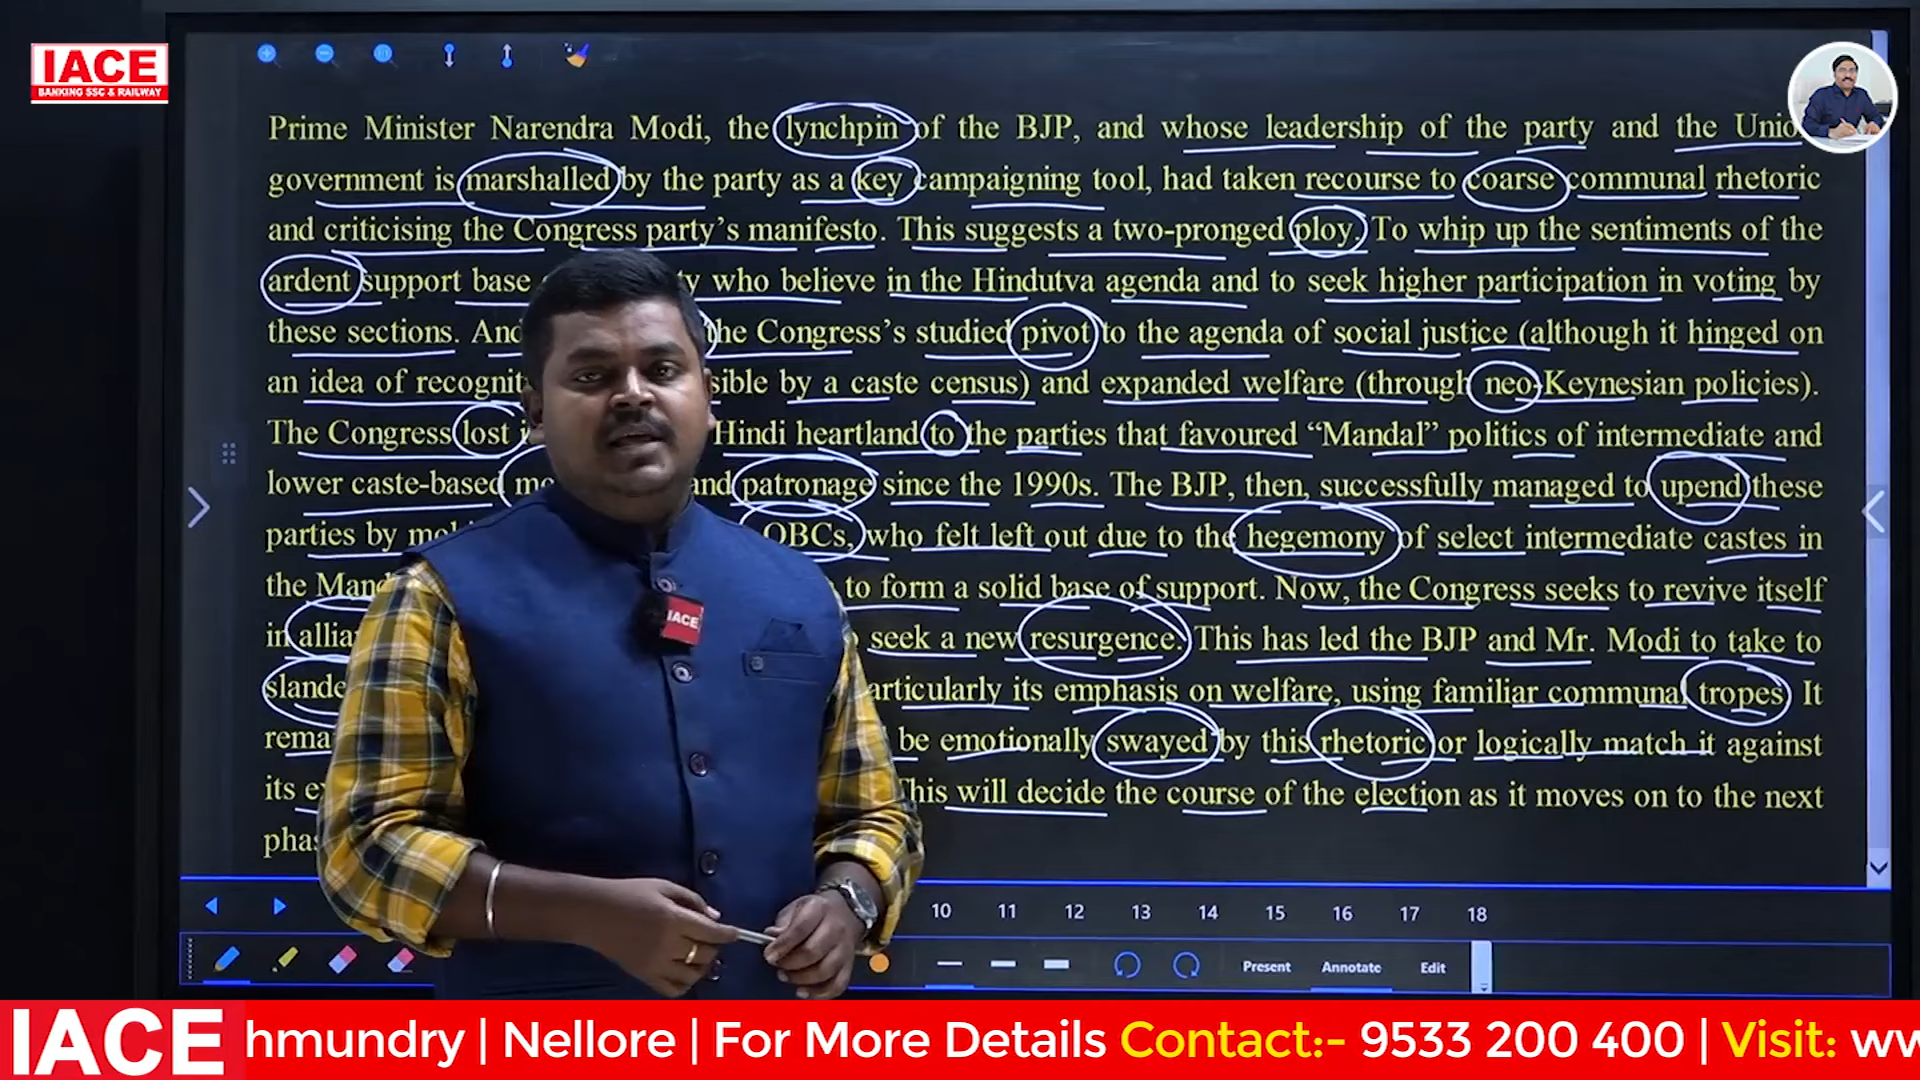 IACE
BANKING SSC & RAILWAY
Prime Minister Narendra Modi, the lynchpin of the BJP, and whose leadership of the party and the
government is marshalled by the party as a key campaigning tool, had taken recourse to coarse communal rhetoric
and criticising the Congress party's manifesto. This suggests a two-pronged ploy. To whip up the sentiments of the
ardent support base who believe in the Hindutva agenda and to seek higher participation in voting by
these sections. And the Congress's studied pivot to the agenda of social justice (although it hinged on
an idea of by a caste census) and expanded welfare (through neo-Keynesian policies).
The Congress lost Hindi heartland to the parties that favoured “Mandal” politics of intermediate and
lower caste-based and patronage since the 1990s. The BJP, then, successfully managed to upend these
parties by OBCs, who felt left out due to the hegemony of select intermediate castes in
the to form a solid base of support. Now, the Congress seeks to revive itself
in seek a new resurgence. This has led the BJP and Mr. Modi to take to
its emphasis on welfare, using familiar communal tropes. It
be emotionally swayed by this rhetoric or logically match it against
its This will decide the course of the election as it moves on to the next
10 11 12 13 14 15 16 17 18
Present Annotate Edit
IACE
IACE hmundry | Nellore | For More Details Contact:- 9533 200 400 | Visit: